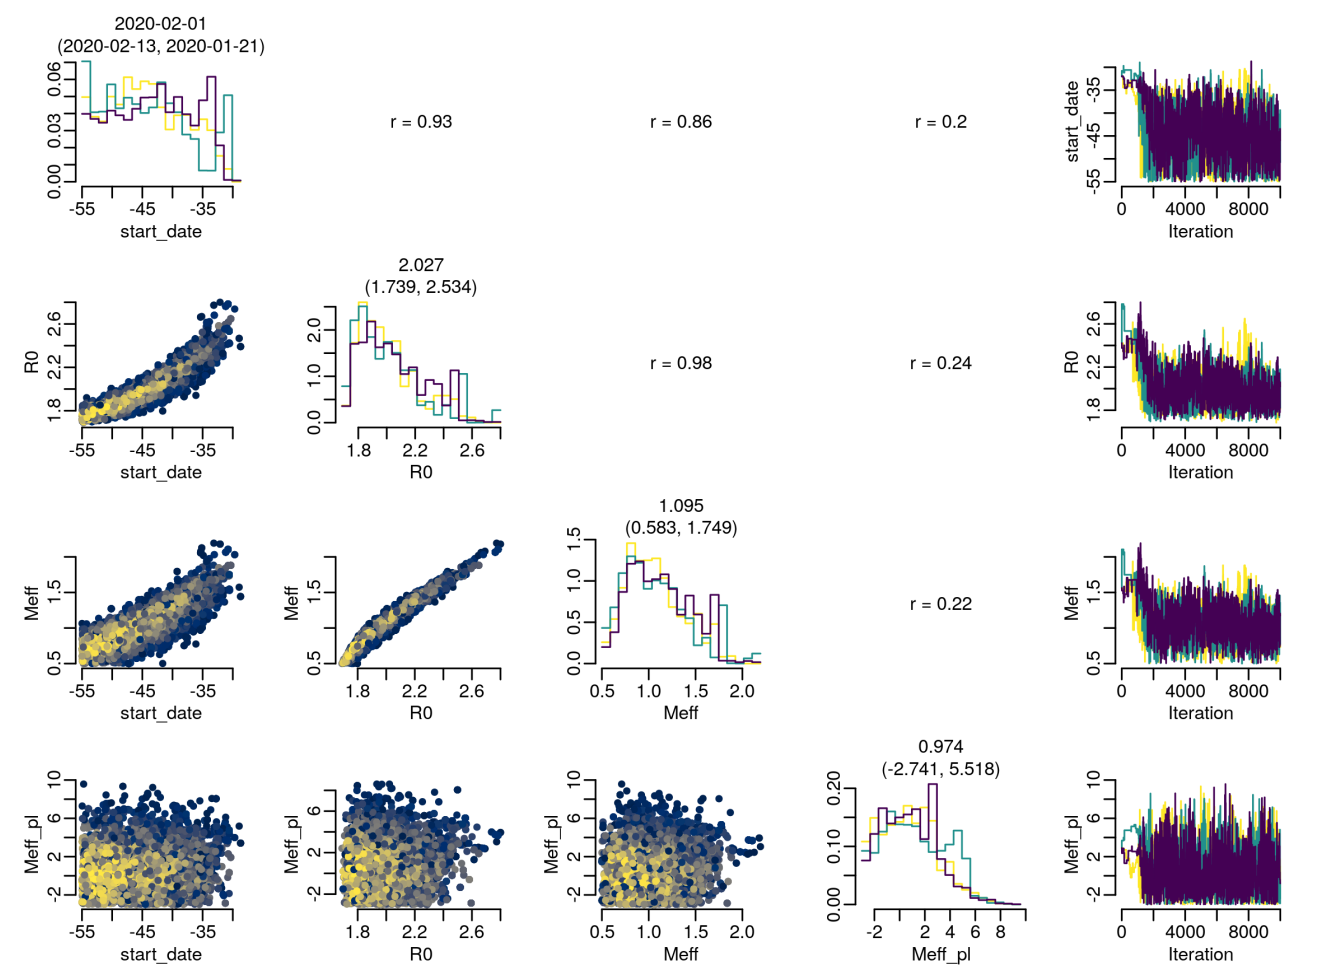 2020-02-01
(2020-02-13, 2020-01-21)
0.00 0.03 0.06
-55 -45 -35
start_date
r = 0.93
r = 0.86
r = 0.2
start_date
-55 -45 -35
0 4000 8000
Iteration
R0
1.8 2.2 2.6
-55 -45 -35
start_date
2.027
(1.739, 2.534)
0.0 1.0 2.0
1.8 2.2 2.6
R0
r = 0.98
r = 0.24
R0
1.8 2.2 2.6
0 4000 8000
Iteration
Meff
0.5 1.5
-55 -45 -35
start_date
Meff
0.5 1.5
1.8 2.2 2.6
R0
1.095
(0.583, 1.749)
0.0 0.5 1.0 1.5
0.5 1.0 1.5 2.0
Meff
r = 0.22
Meff
0.5 1.5
0 4000 8000
Iteration
Meff_pl
-2 2 6 10
-55 -45 -35
start_date
Meff_pl
-2 2 6
1.8 2.2 2.6
R0
Meff_pl
-2 2 6 10
0.5 1.0 1.5 2.0
Meff
0.974
(-2.741, 5.518)
0.00 0.10 0.20
-2 2 4 6 8
Meff_pl
Meff_pl
-2 2 6 10
0 4000 8000
Iteration